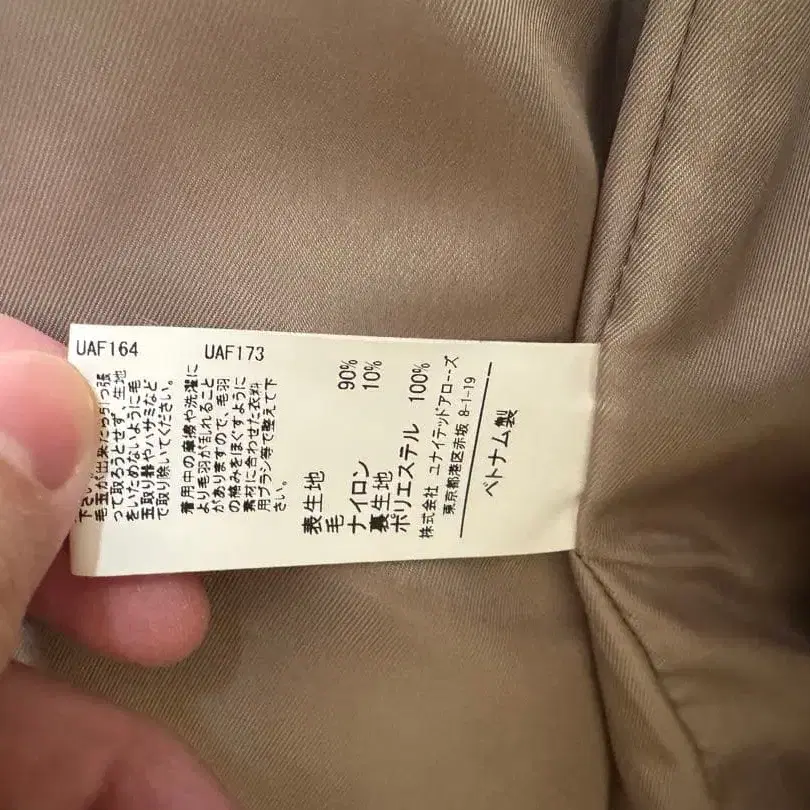 UAF164
下さい。
毛玉が出来たら引っ張
って取ろうとせず、生地
をいためないように毛
玉取り器やハサミなど
で取り除いてください。
UAF173
着用中の摩擦や洗濯に
より毛羽が乱れること
がありますので、毛羽
の絡みをほぐすように
素材に合わせた衣料
用ブラシ等で整えて下
さい。
表生地
毛 90%
ナイロン 10%
裏生地
ポリエステル 100%
株式会社 ユナイテッドアローズ
東京都港区赤坂 8-1-19
ベトナム製